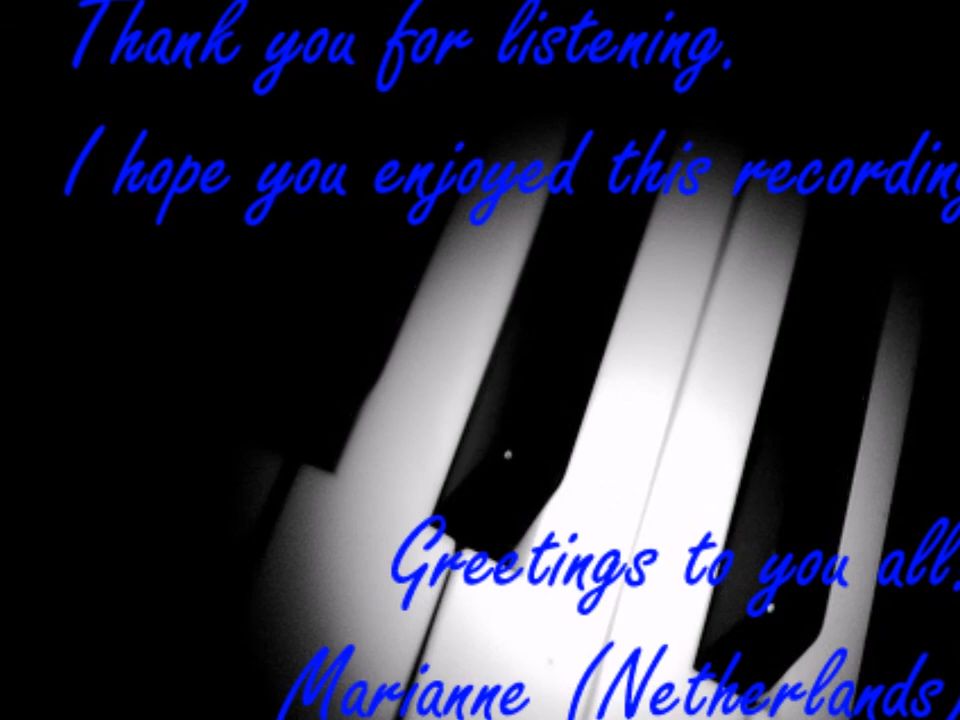 Thank you for listening.
I hope you enjoyed this recording
Greetings to you all.
Marianne (Netherlands)